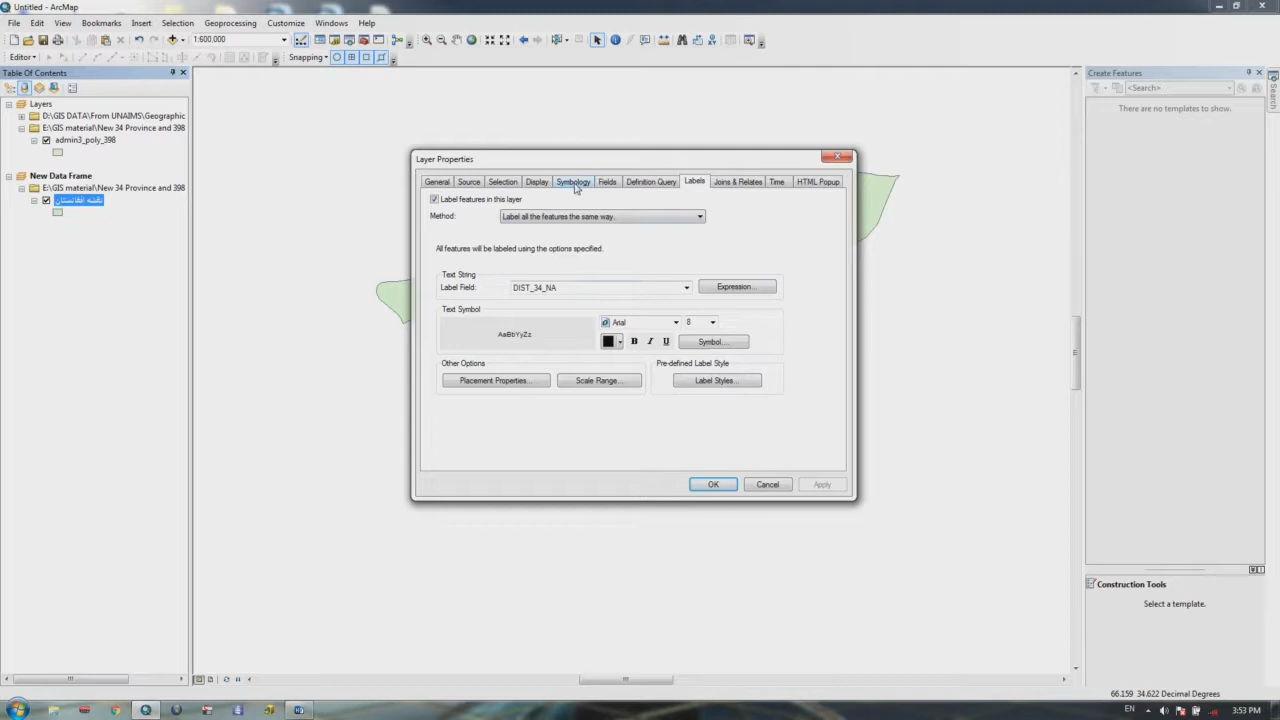 Untitled - ArcMap
File Edit View Bookmarks Insert Selection Geoprocessing Customize Windows Help
1:600,000
Editor Snapping
Table Of Contents
Layers
D:\GIS DATA\From UNAIMS\Geographic
E:\GIS material\New 34 Province and 398
admin3_poly_398
New Data Frame
E:\GIS material\New 34 Province and 398
نقشه افغانستان
Layer Properties
General Source Selection Display Symbology Fields Definition Query Labels Joins & Relates Time HTML Popup
Label features in this layer
Method: Label all the features the same way.
All features will be labeled using the options specified.
Text String
Label Field: DIST_34_NA Expression...
Text Symbol
AaBbYyZz
Arial 8
B I U Symbol...
Other Options
Placement Properties... Scale Range...
Pre-defined Label Style
Label Styles...
OK Cancel Apply
Create Features
<Search>
There are no templates to show.
Search
Construction Tools
Select a template.
66.159 34.622 Decimal Degrees
EN 3:53 PM